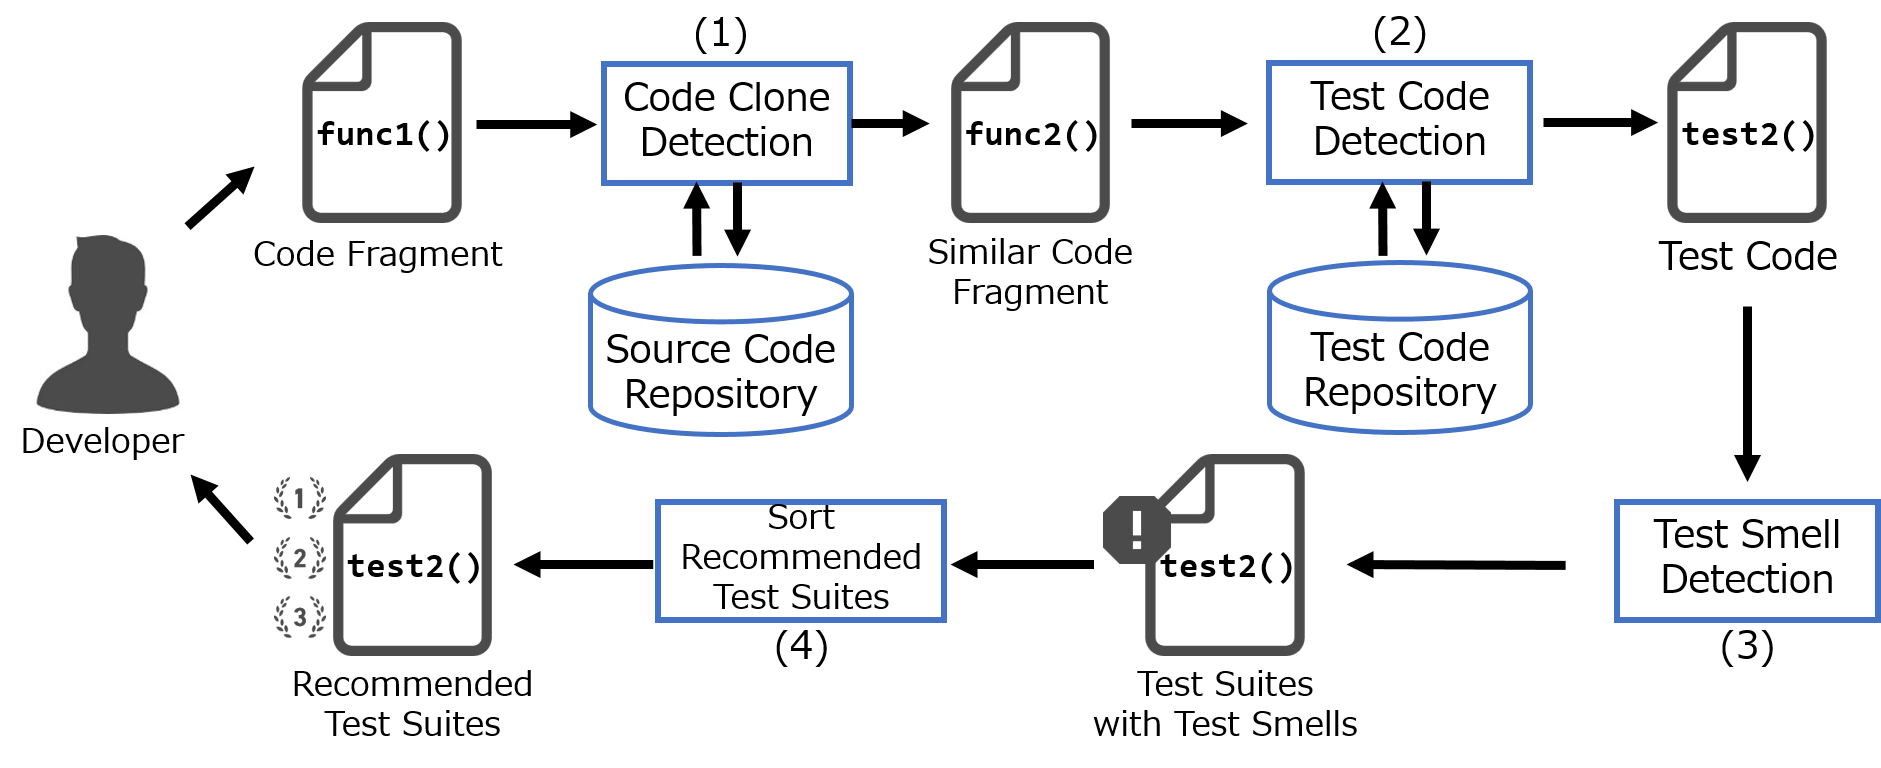 (1)
(2)
func1()
Code Clone
Detection
func2()
Test Code
Detection
test2()
Code Fragment
Similar Code
Fragment
Test Code
Source Code
Repository
Test Code
Repository
Developer
1
2
3
test2()
Recommended
Test Suites
Sort
Recommended
Test Suites
(4)
!
test2()
Test Suites
with Test Smells
Test Smell
Detection
(3)